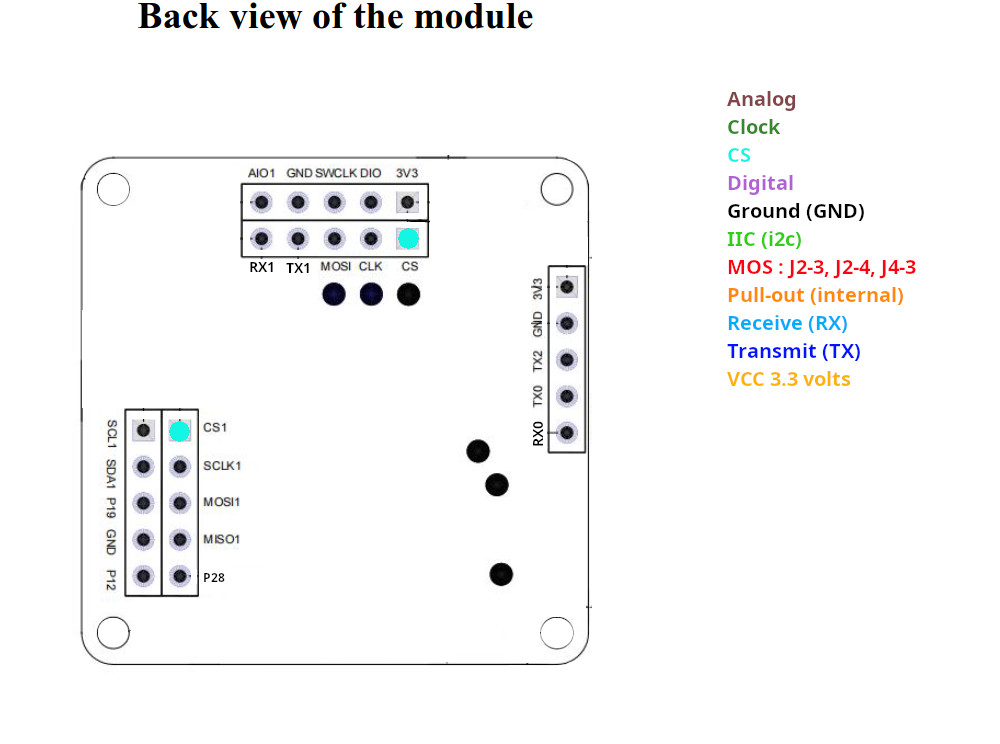 Back view of the module
Analog
Clock
CS
Digital
Ground (GND)
IIC (i2c)
MOS : J2-3, J2-4, J4-3
Pull-out (internal)
Receive (RX)
Transmit (TX)
VCC 3.3 volts
AIO1 GND SWCLK DIO 3V3
RX1 TX1 MOSI CLK CS
3V3
GND
TX2
TX0
RX0
SCL1 CS1
SDA1 SCLK1
P19 MOSI1
GND MISO1
P12 P28